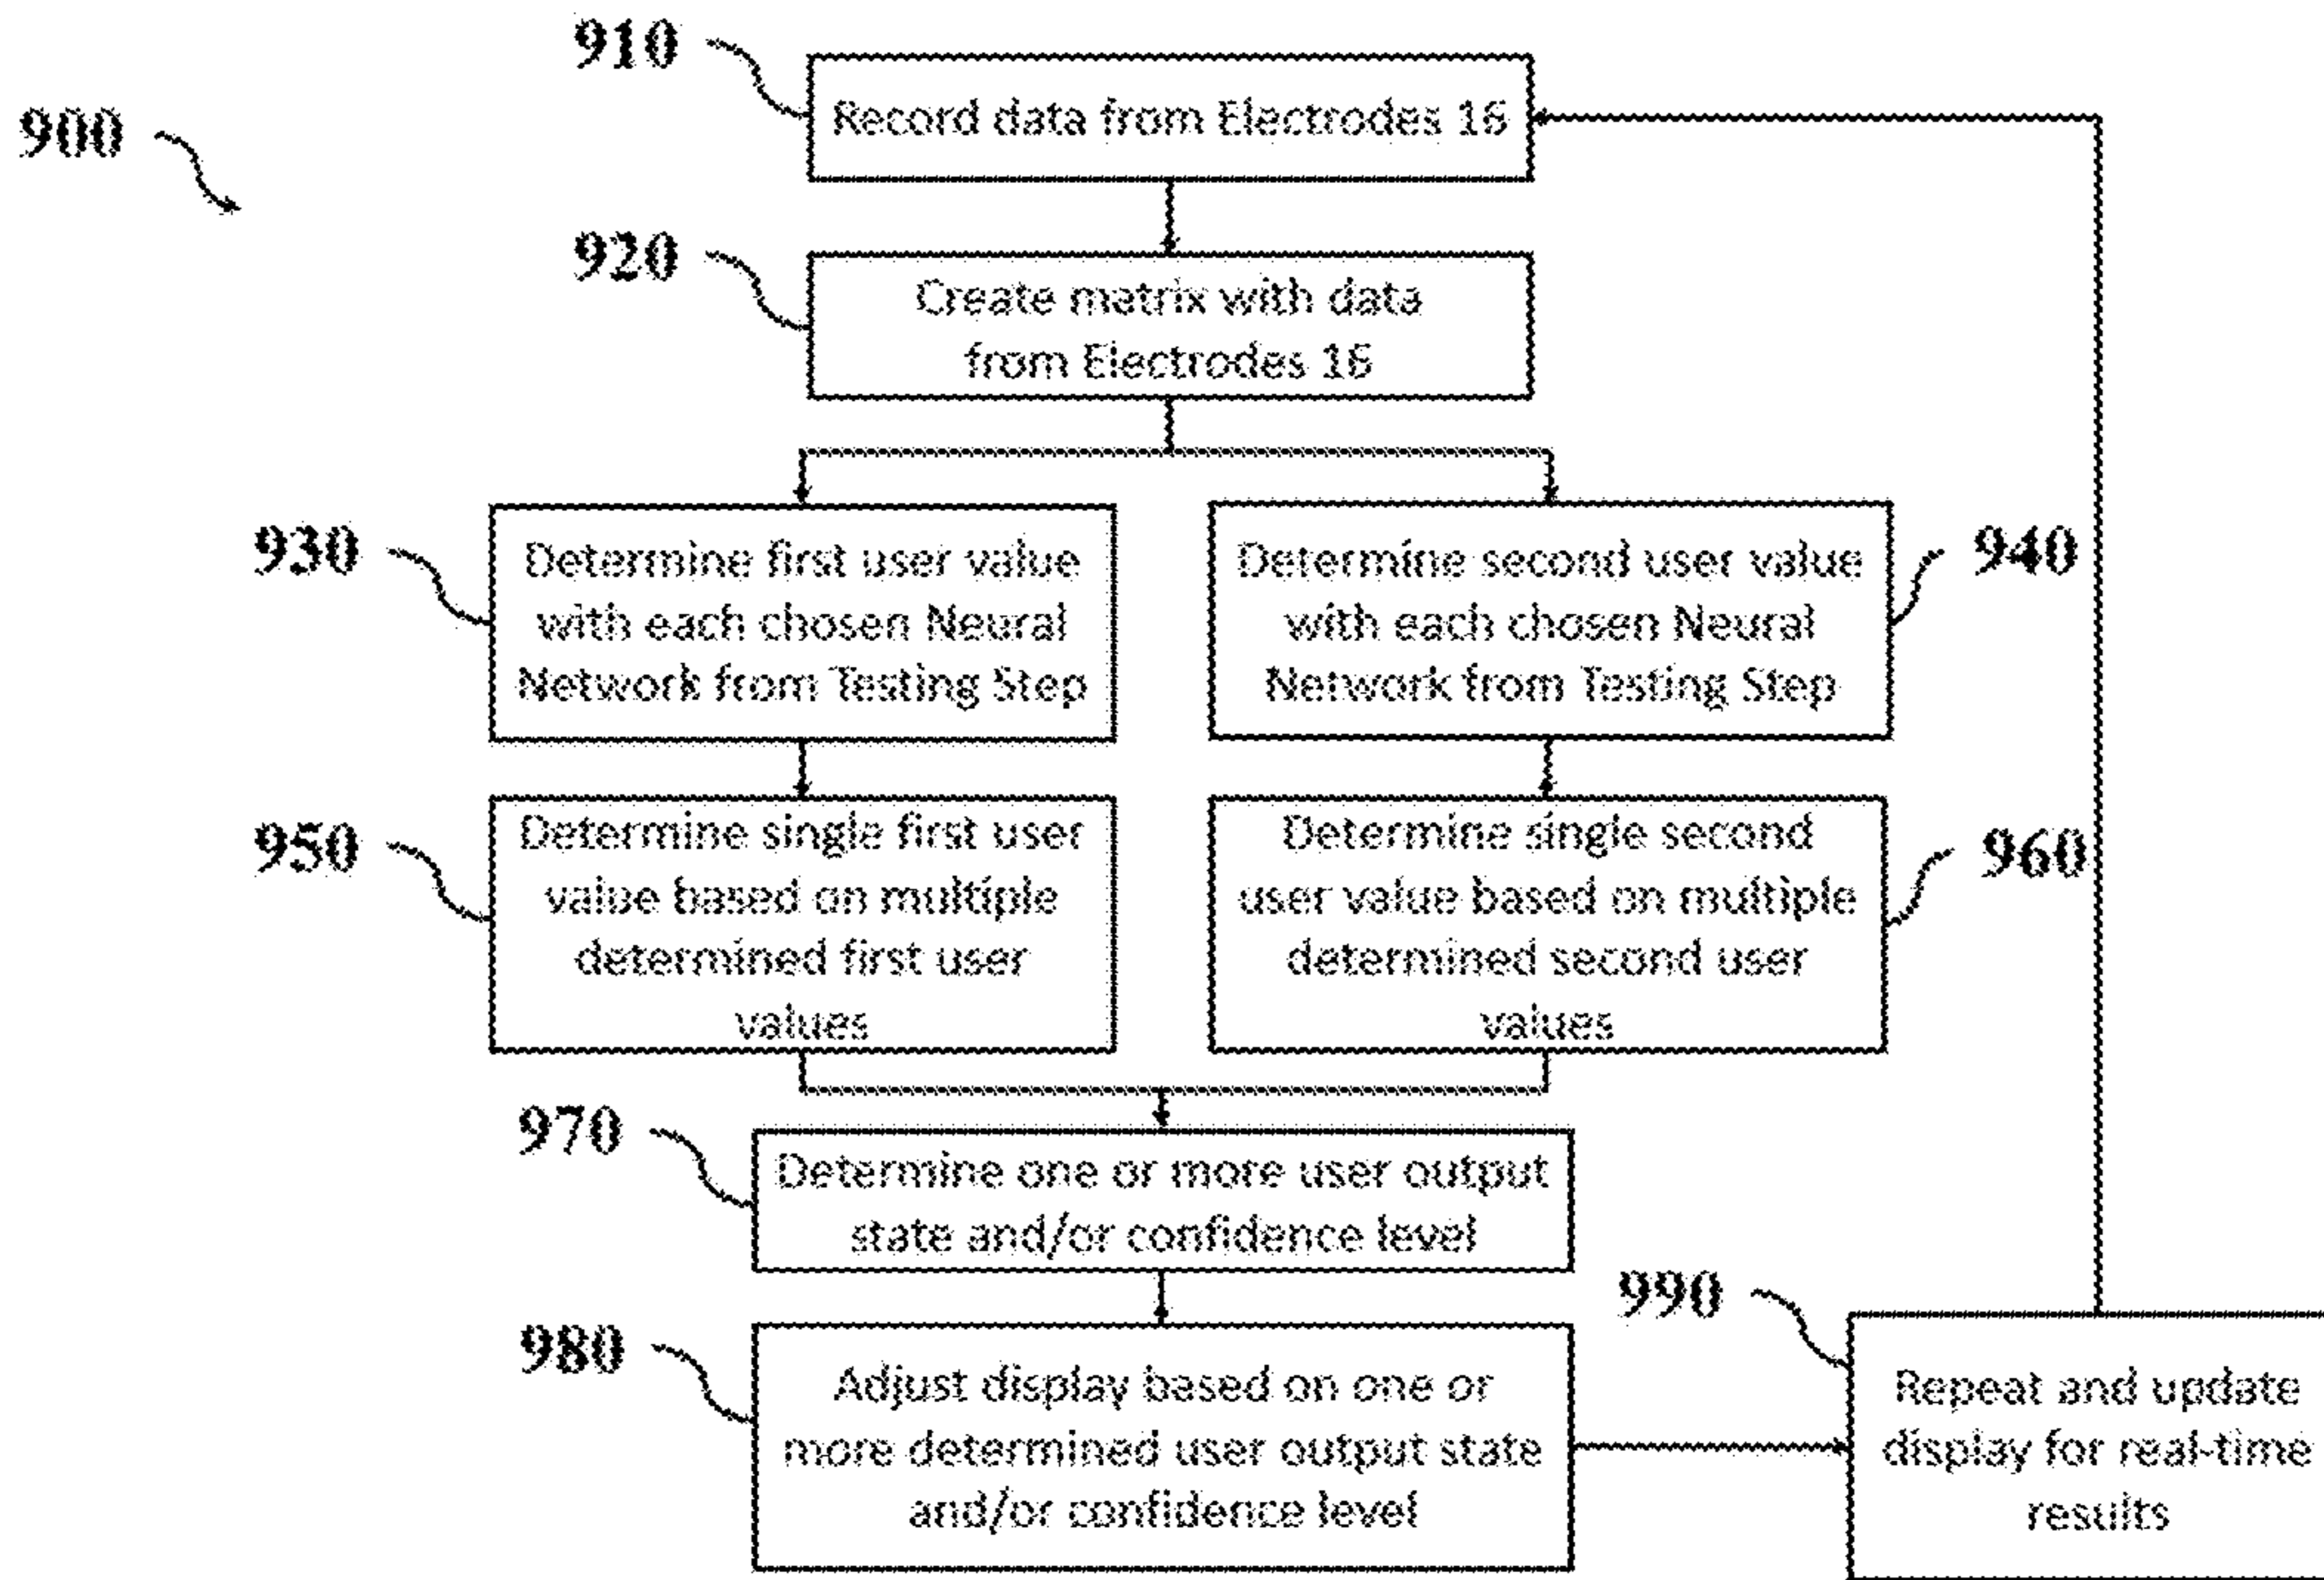 910
Record data from Electrodes 16
900
920
Create matrix with data
from Electrodes 16
930
Determine first user value
with each chosen Neural
Network from Testing Step
940
Determine second user value
with each chosen Neural
Network from Testing Step
950
Determine single first user
value based on multiple
determined first user
values
960
Determine single second
user value based on multiple
determined second user
values
970
Determine one or more user output
state and/or confidence level
980
Adjust display based on one or
more determined user output state
and/or confidence level
990
Repeat and update
display for real-time
results